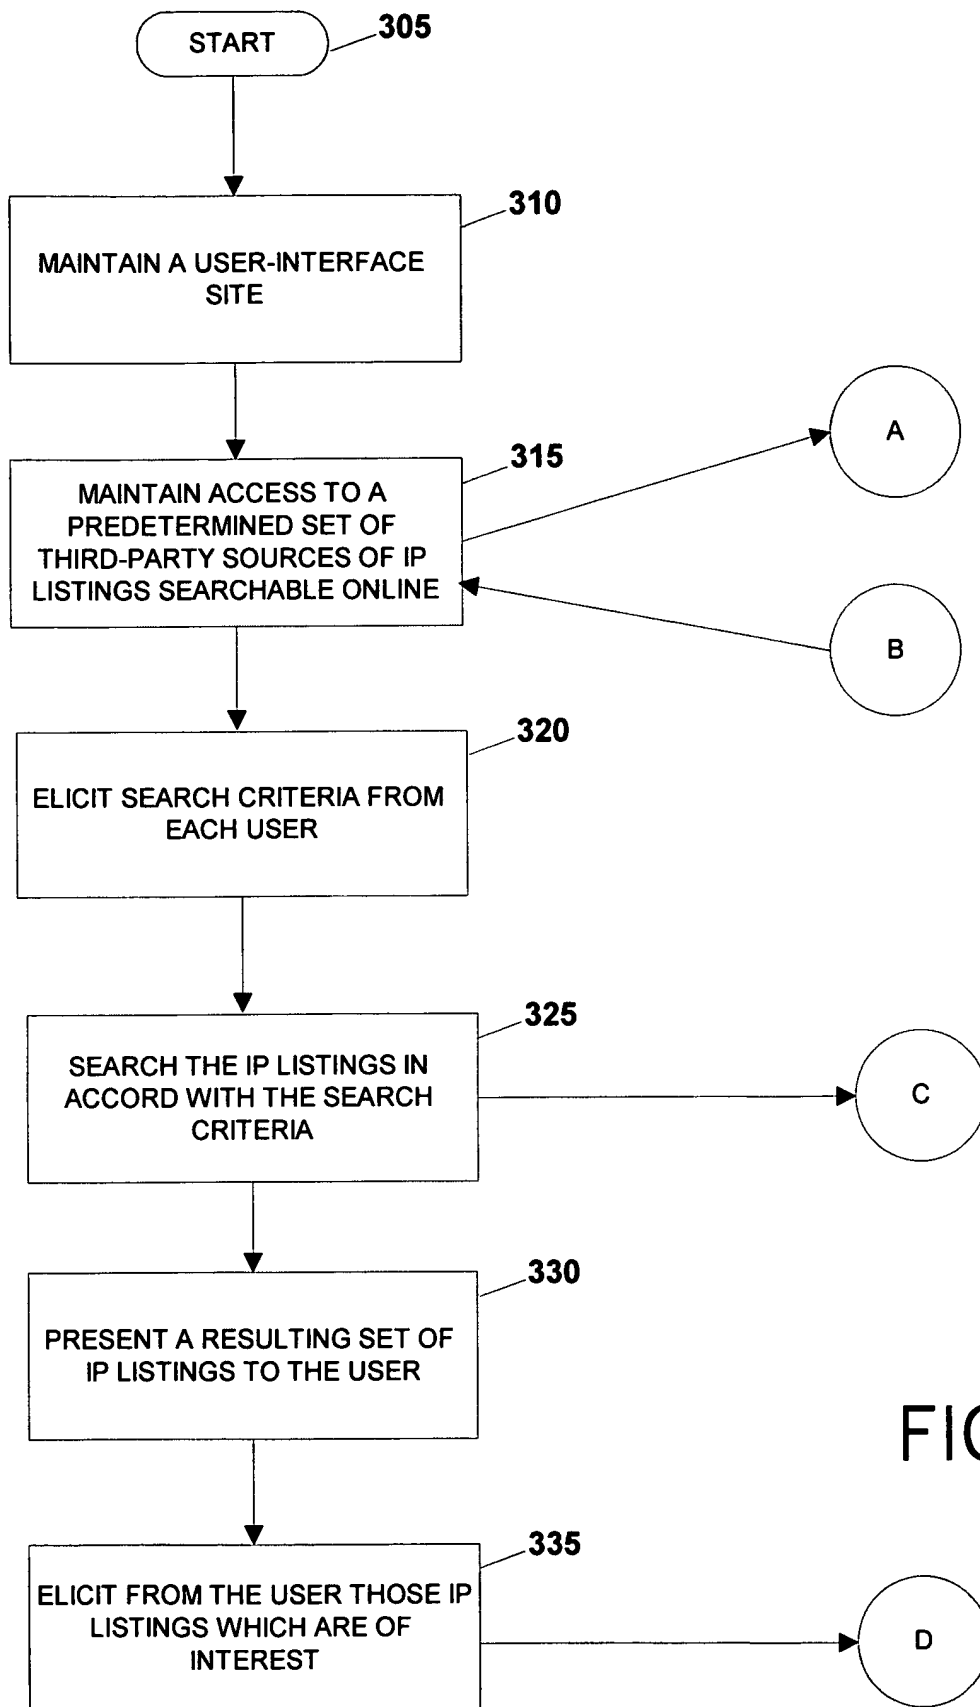 START
305
310
MAINTAIN A USER-INTERFACE
SITE
A
315
MAINTAIN ACCESS TO A
PREDETERMINED SET OF
THIRD-PARTY SOURCES OF IP
LISTINGS SEARCHABLE ONLINE
B
320
ELICIT SEARCH CRITERIA FROM
EACH USER
325
SEARCH THE IP LISTINGS IN
ACCORD WITH THE SEARCH
CRITERIA
C
330
PRESENT A RESULTING SET OF
IP LISTINGS TO THE USER
335
ELICIT FROM THE USER THOSE IP
LISTINGS WHICH ARE OF
INTEREST
D